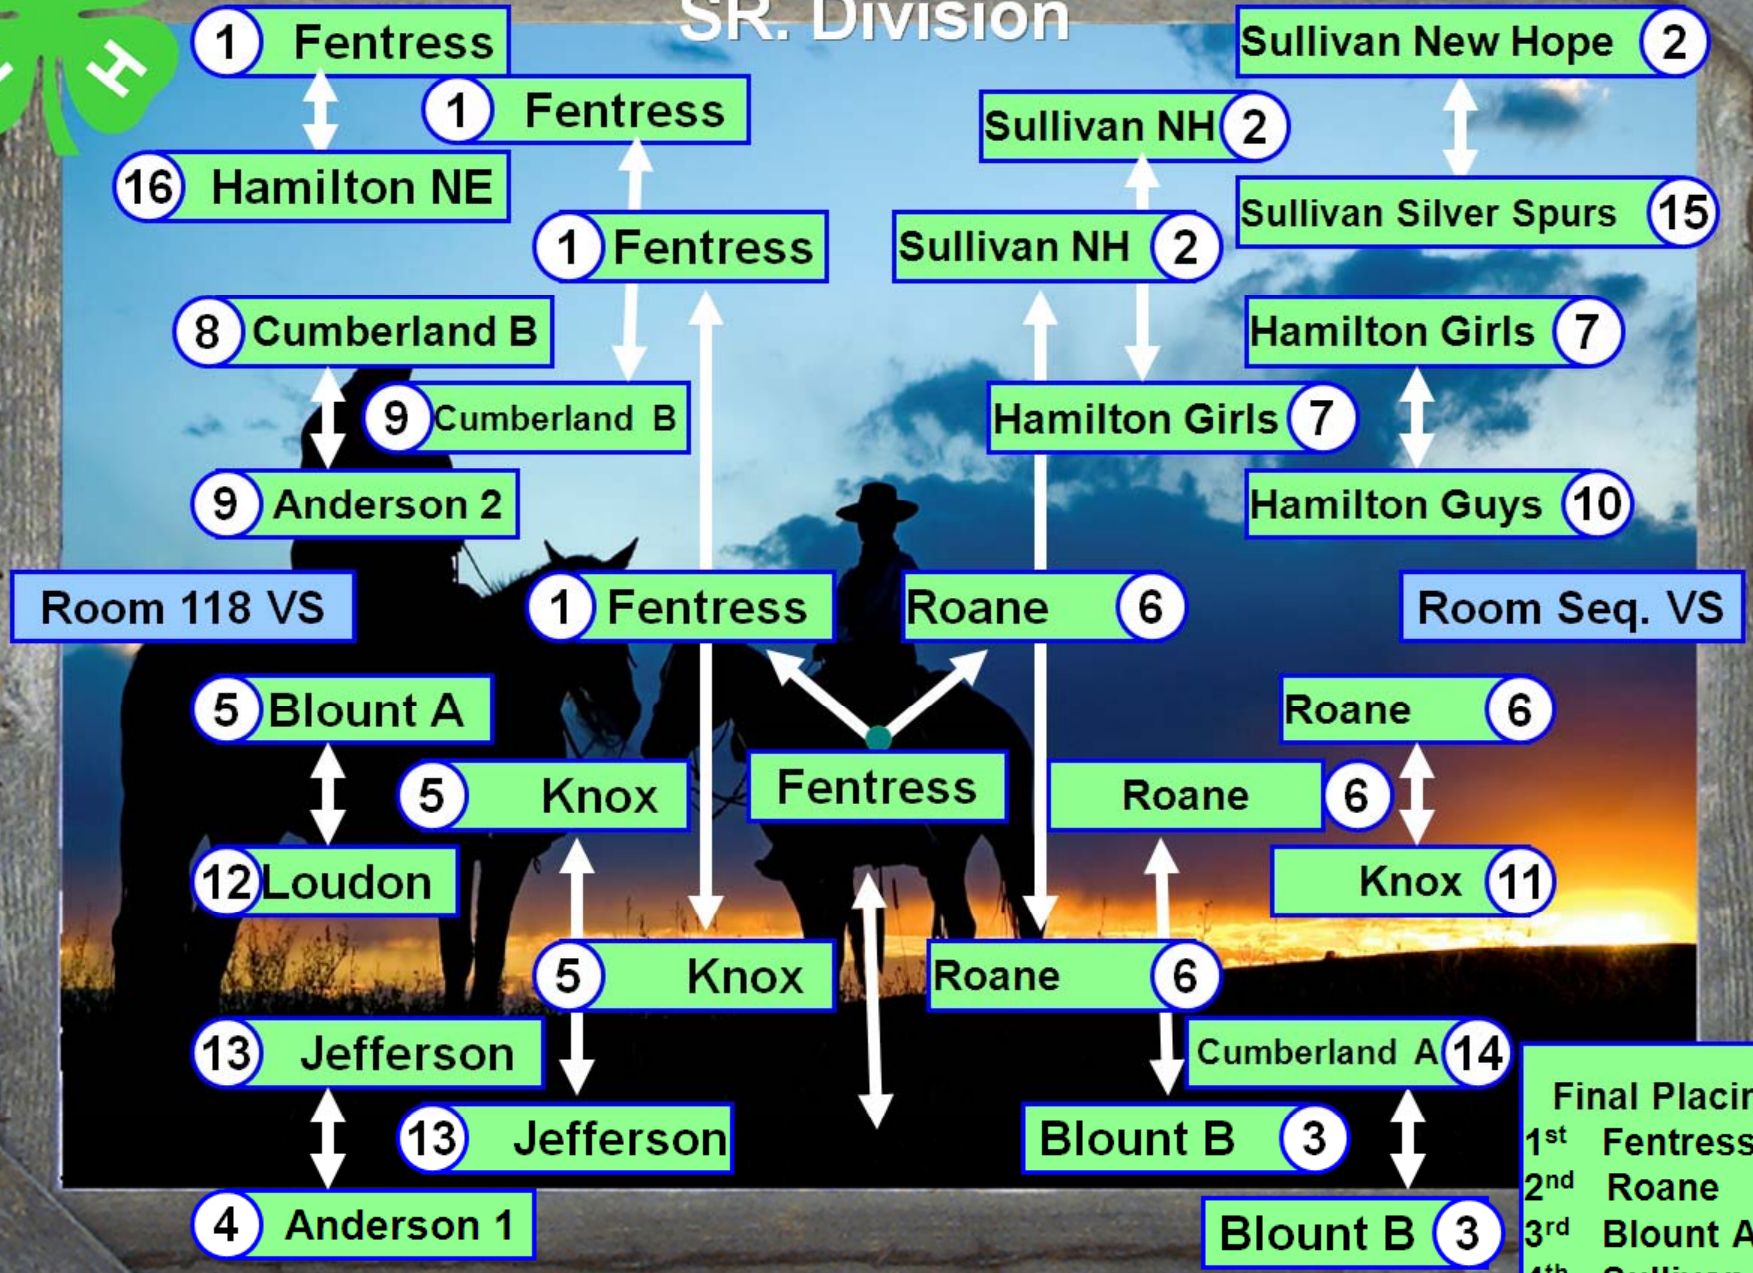 SR. Division
H
1 Fentress
Sullivan New Hope 2
1 Fentress
Sullivan NH 2
16 Hamilton NE
Sullivan Silver Spurs 15
1 Fentress
Sullivan NH 2
8 Cumberland B
Hamilton Girls 7
9 Cumberland B
Hamilton Girls 7
9 Anderson 2
Hamilton Guys 10
Room 118 VS
1 Fentress
Roane 6
Room Seq. VS
5 Blount A
Roane 6
5 Knox
Fentress
Roane 6
12 Loudon
Knox 11
5 Knox
Roane 6
13 Jefferson
Cumberland A 14
13 Jefferson
Blount B 3
4 Anderson 1
Blount B 3
Final
1st Fentress
2nd Roane
3rd Blount A
4th